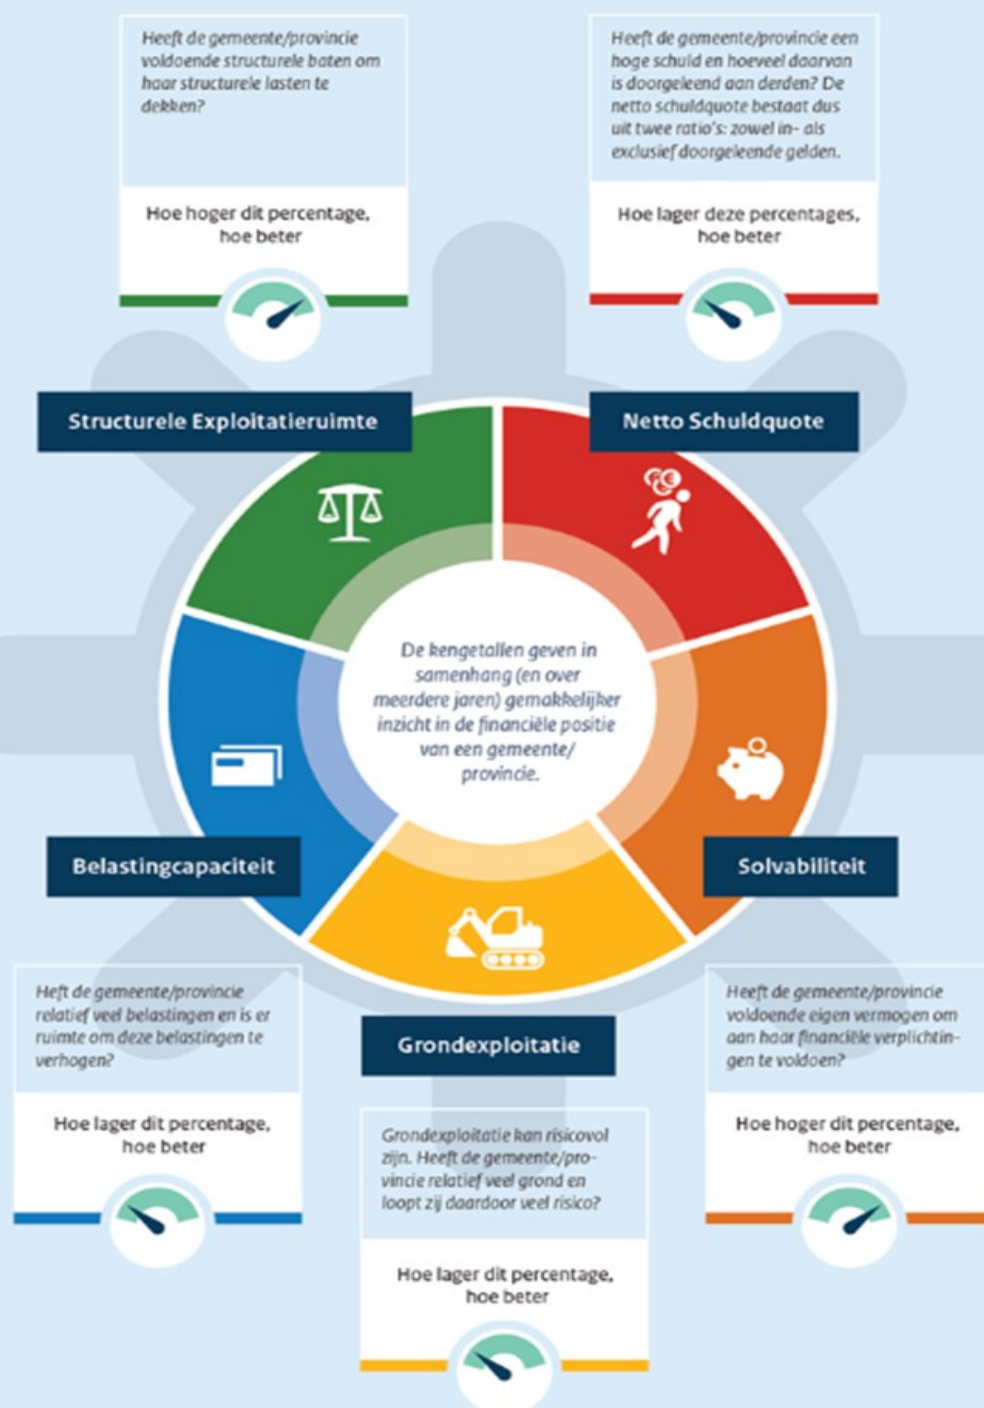 Heeft de gemeente/provincie
voldoende structurele baten om
haar structurele lasten te
dekken?
Hoe hoger dit percentage,
hoe beter
Heeft de gemeente/provincie een
hoge schuld en hoeveel daarvan
is doorgeleend aan derden? De
netto schuldquote bestaat dus
uit twee ratio's: zowel in- als
exclusief doorgeleende gelden.
Hoe lager deze percentages,
hoe beter
Structurele Exploitatieruimte
Netto Schuldquote
De kengetallen geven in
samenhang (en over
meerdere jaren) gemakkelijker
inzicht in de financiële positie
van een gemeente/
provincie.
Belastingcapaciteit
Solvabiliteit
Grondexploitatie
Heft de gemeente/provincie
relatief veel belastingen en is er
ruimte om deze belastingen te
verhogen?
Hoe lager dit percentage,
hoe beter
Grondexploitatie kan risicovol
zijn. Heeft de gemeente/pro-
vincie relatief veel grond en
loopt zij daardoor veel risico?
Hoe lager dit percentage,
hoe beter
Heeft de gemeente/provincie
voldoende eigen vermogen om
aan haar financiële verplichtin-
gen te voldoen?
Hoe hoger dit percentage,
hoe beter